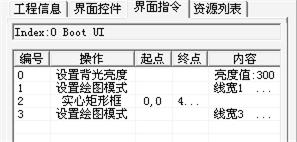 工程信息 界面控件 界面指令 资源列表
Index:0 Boot UI
编号 操作 起点 终点 内容
0 设置背光亮度 亮度值:300
1 设置绘图模式 线宽1 ...
2 实心矩形框 0,0 4...
3 设置绘图模式 线宽3 ...